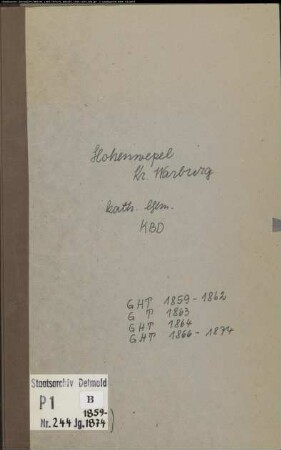 Hohenwepel
Kr. Warburg
kath. Gem.
KBD
GHT 1859-1862
G T 1863
GHT 1864
GHT 1866-1874
Staatsarchiv Detmold
P1 B
Nr. 244 Jg. 1859-
1874)